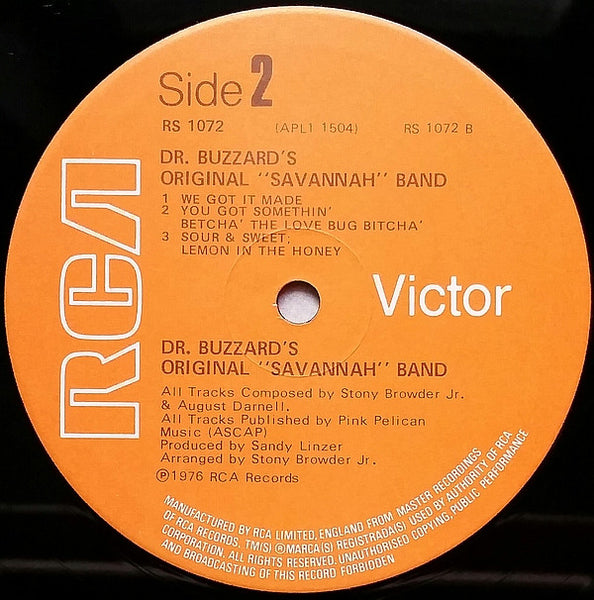 Side 2
RS 1072 (APL1 1504) RS 1072 B
DR. BUZZARD'S
ORIGINAL "SAVANNAH" BAND
1 WE GOT IT MADE
2 YOU GOT SOMETHIN'
BETCHA' THE LOVE BUG BITCHA'
3 SOUR & SWEET;
LEMON IN THE HONEY
RCA
Victor
DR. BUZZARD'S
ORIGINAL "SAVANNAH" BAND
All Tracks Composed by Stony Browder Jr.
& August Darnell.
All Tracks Published by Pink Pelican
Music (ASCAP)
Produced by Sandy Linzer
Arranged by Stony Browder Jr.
℗1976 RCA Records
MANUFACTURED BY RCA LIMITED, ENGLAND FROM MASTER RECORDINGS
OF RCA RECORDS. TM(S) ® MARCA(S) REGISTRADA(S) USED BY AUTHORITY OF RCA
CORPORATION. ALL RIGHTS RESERVED. UNAUTHORISED COPYING, PUBLIC PERFORMANCE
AND BROADCASTING OF THIS RECORD FORBIDDEN